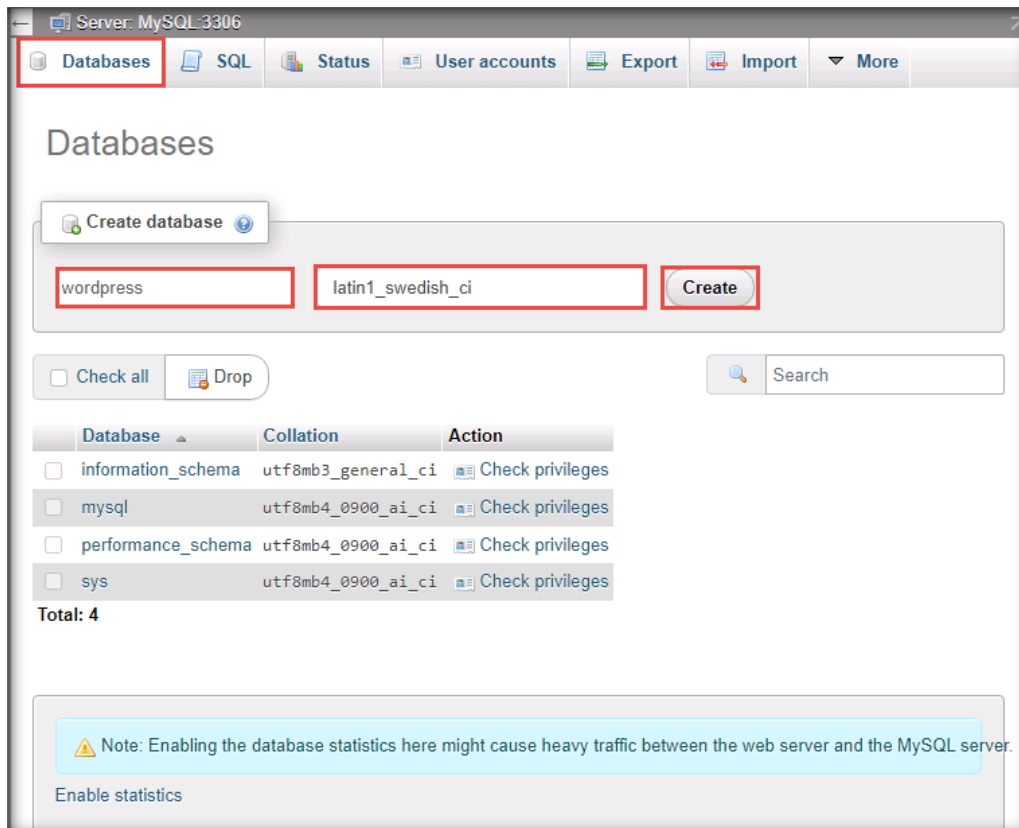 Server: MySQL:3306
Databases SQL Status User accounts Export Import More
Databases
Create database
wordpress latin1_swedish_ci Create
Check all Drop Search
Database Collation Action
information_schema utf8mb3_general_ci Check privileges
mysql utf8mb4_0900_ai_ci Check privileges
performance_schema utf8mb4_0900_ai_ci Check privileges
sys utf8mb4_0900_ai_ci Check privileges
Total: 4
Note: Enabling the database statistics here might cause heavy traffic between the web server and the MySQL server.
Enable statistics